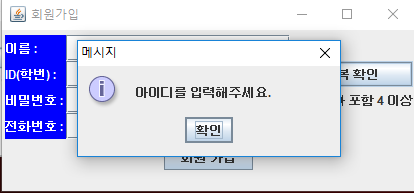 회원가입
이름 :
메시지
ID(학번) :
복 확인
아이디를 입력해주세요.
비밀번호 :
포함 4 이상
전화번호 :
확인
회원 가입